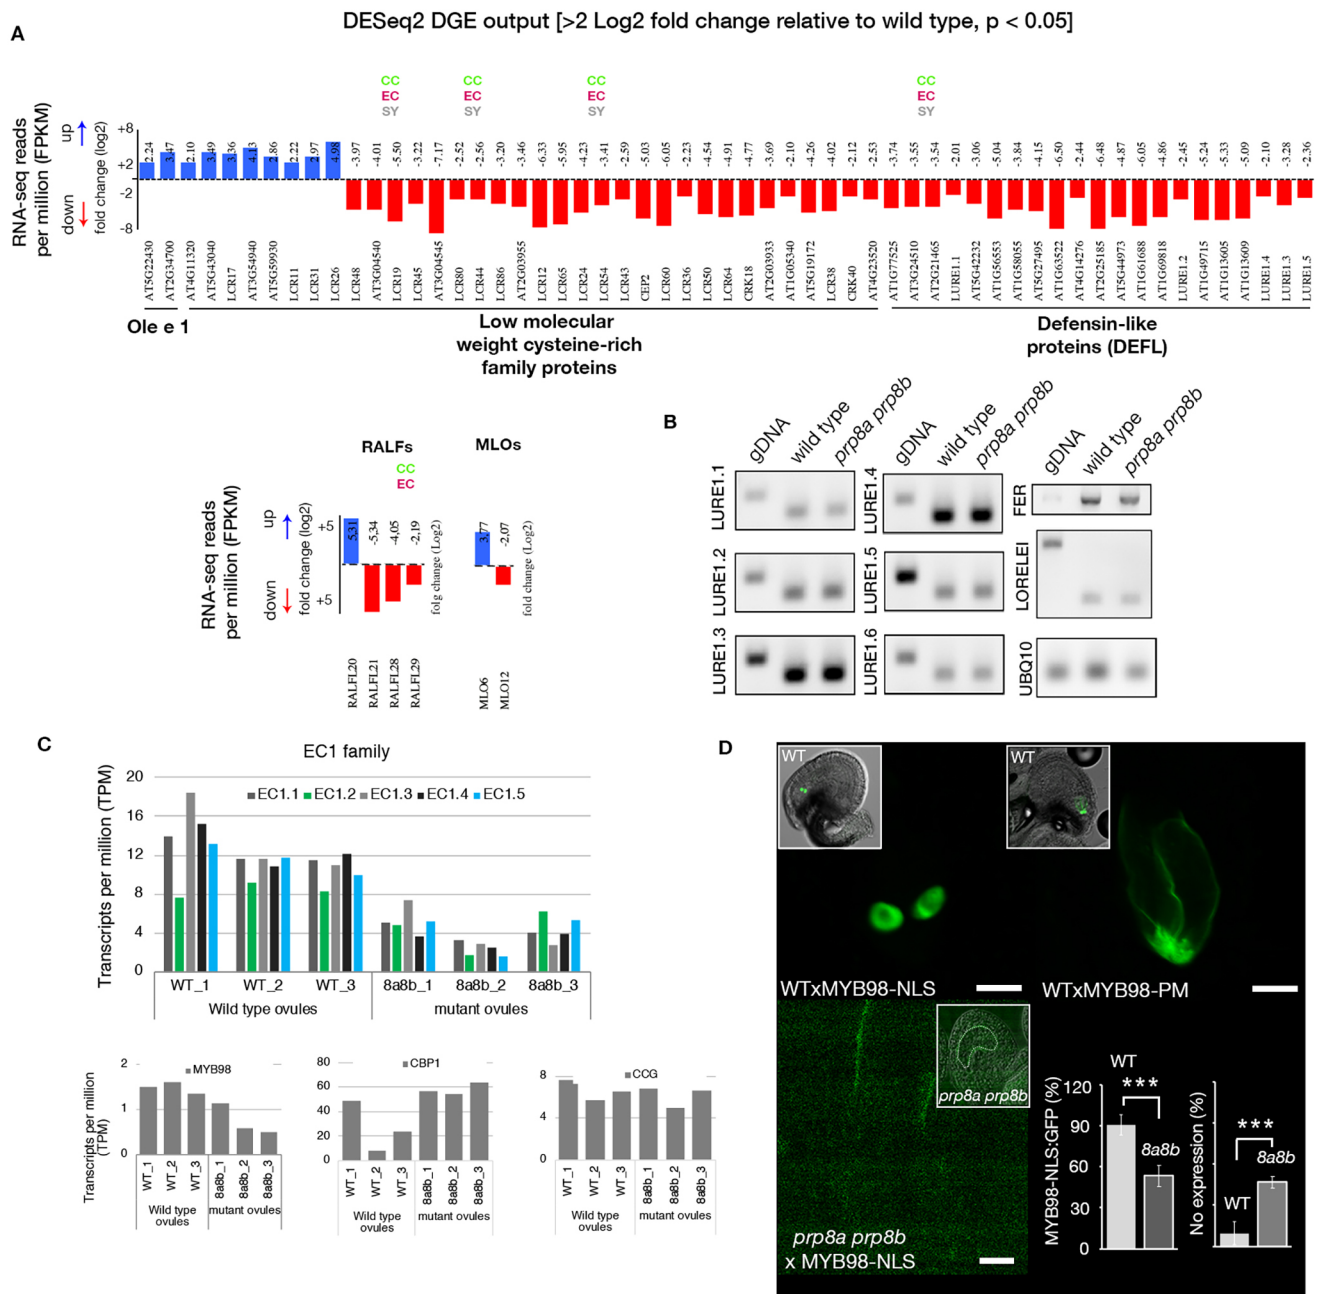 DESeq2 DGE output [>2 Log2 fold change relative to wild type, p < 0.05]
A
CC
EC
SY
CC
EC
SY
CC
EC
SY
CC
EC
SY
RNA-seq reads
per million (FPKM)
down up
fold change (log2)
+8
+2
-2
-8
2.24 3.47 2.10 3.49 3.36 4.13 2.86 2.22 2.97 4.98 -3.97 -4.01 -5.50 -3.22 -7.17 -2.52 -2.56 -3.20 -3.46 -6.33 -5.95 -4.23 -3.41 -2.59 -5.03 -6.05 -2.23 -4.54 -4.91 -4.77 -3.69 -2.10 -4.26 -4.02 -2.12 -2.53 -3.74 -3.55 -3.54 -2.01 -3.06 -5.04 -3.84 -4.15 -6.50 -2.44 -6.48 -4.87 -6.05 -4.86 -2.45 -5.24 -5.33 -5.09 -2.10 -3.28 -2.36
AT5G22430 AT2G34700 AT4G11320 AT5G43040 LCR17 AT3G54940 AT5G59930 LCR11 LCR31 LCR26 LCR48 AT3G04540 LCR19 LCR45 AT3G04545 LCR80 LCR44 LCR86 AT2G03955 LCR12 LCR65 LCR24 LCR54 LCR43 CEP2 LCR60 LCR36 LCR50 LCR64 CRK18 AT2G03933 AT1G05340 AT5G19172 LCR38 CRK40 AT4G23520 AT1G77525 AT3G24510 AT2G21465 LURE1.1 AT5G42232 AT1G56553 AT1G58055 AT5G27495 AT1G63522 AT4G14276 AT2G25185 AT5G44973 AT1G61688 AT1G69818 LURE1.2 AT1G49715 AT1G13605 AT1G13609 LURE1.4 LURE1.3 LURE1.5
Ole e 1
Low molecular
weight cysteine-rich
family proteins
Defensin-like
proteins (DEFL)
RALFs
CC
EC
MLOs
RNA-seq reads
per million (FPKM)
down up
fold change (log2)
+5
+5
5,31 -5,34 -4,05 -2,19
folg change (Log2)
3,77 -2,07
fold change (Log2)
RALFL20 RALFL21 RALFL28 RALFL29
MLO6 MLO12
B
gDNA wild type prp8a prp8b
gDNA wild type prp8a prp8b
gDNA wild type prp8a prp8b
LURE1.1
LURE1.2
LURE1.3
LURE1.4
LURE1.5
LURE1.6
FER
LORELEI
UBQ10
C
EC1 family
Transcripts per million (TPM)
20
16
12
8
4
0
EC1.1 EC1.2 EC1.3 EC1.4 EC1.5
WT_1 WT_2 WT_3 8a8b_1 8a8b_2 8a8b_3
Wild type ovules mutant ovules
Transcripts per million
(TPM)
2
1
0
MYB98
WT_1 WT_2 WT_3 8a8b_1 8a8b_2 8a8b_3
Wild type
ovules
mutant ovules
80
60
40
20
0
CBP1
WT_1 WT_2 WT_3 8a8b_1 8a8b_2 8a8b_3
Wild type
ovules
mutant ovules
8
4
0
CCG
WT_1 WT_2 WT_3 8a8b_1 8a8b_2 8a8b_3
Wild type
ovules
mutant ovules
D
WT
WT
WTxMYB98-NLS
WTxMYB98-PM
prp8a prp8b
prp8a prp8b
x MYB98-NLS
MYB98-NLS:GFP (%)
120
90
60
30
0
WT
***
8a8b
No expression (%)
***
8a8b
WT